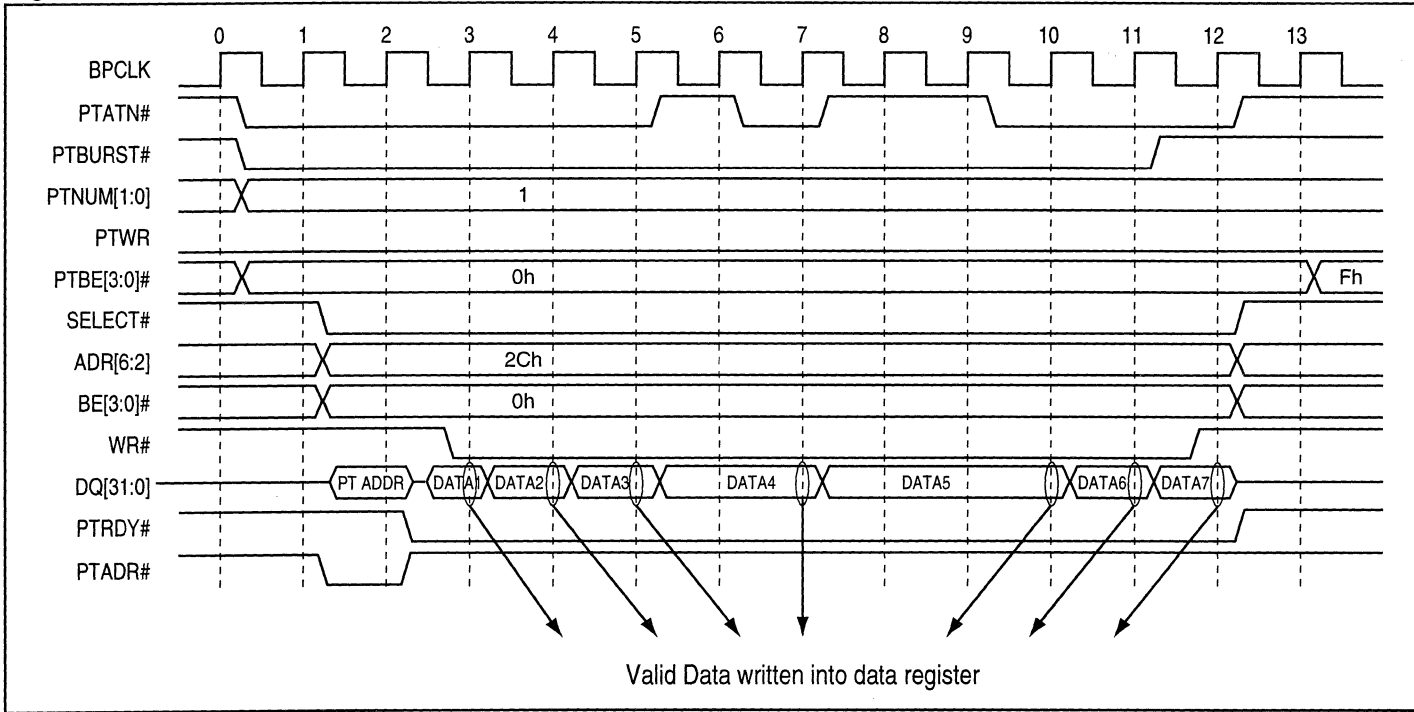 0 1 2 3 4 5 6 7 8 9 10 11 12 13
BPCLK
PTATN#
PTBURST#
PTNUM[1:0] 1
PTWR
PTBE[3:0]# 0h Fh
SELECT#
ADR[6:2] 2Ch
BE[3:0]# 0h
WR#
DQ[31:0] PT ADDR DATA1 DATA2 DATA3 DATA4 DATA5 DATA6 DATA7
PTRDY#
PTADR#
Valid Data written into data register